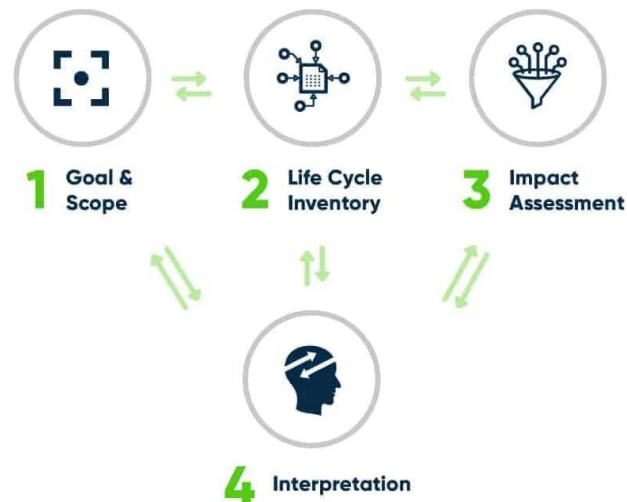 1 Goal &
Scope
2 Life Cycle
Inventory
3 Impact
Assessment
4 Interpretation